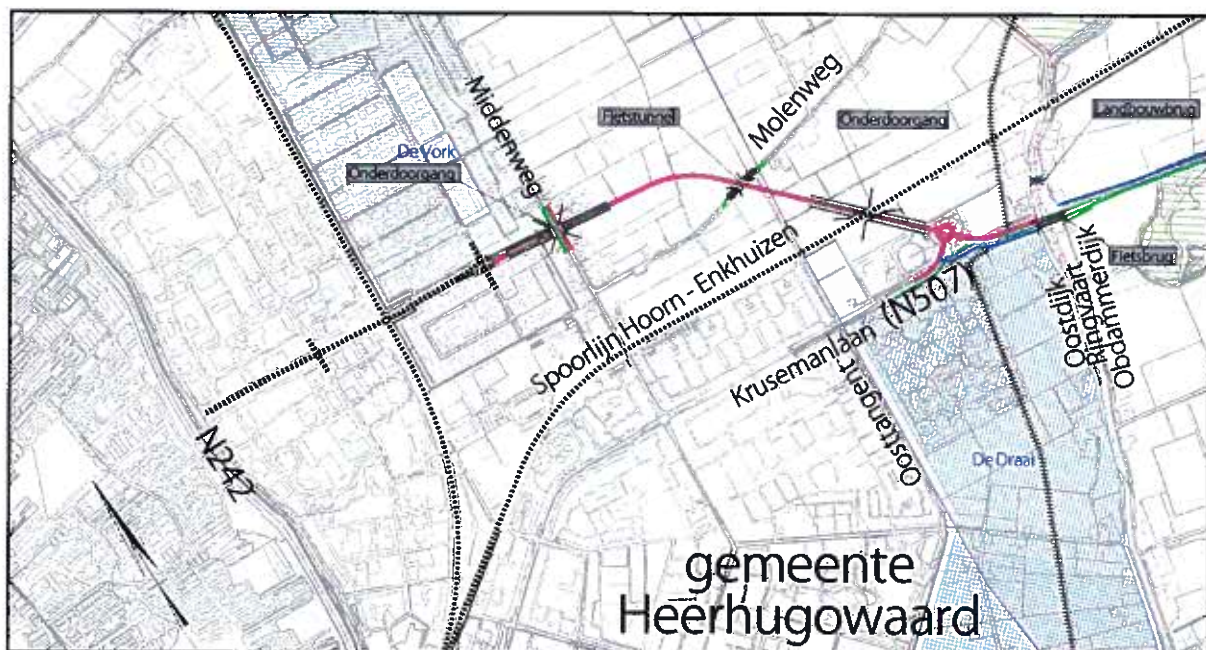 Middenweg
Fietstunnel
Molenweg
Onderdoorgang
Landbouwbrug
De Vork
Onderdoorgang
Spoorlijn Hoorn - Enkhuizen
Krusemanlaan (N507)
Oosttangent
Oostdijk
Ringvaart
Obdammerdijk
Fietsbrug
N242
De Draai
gemeente
Heerhugowaard